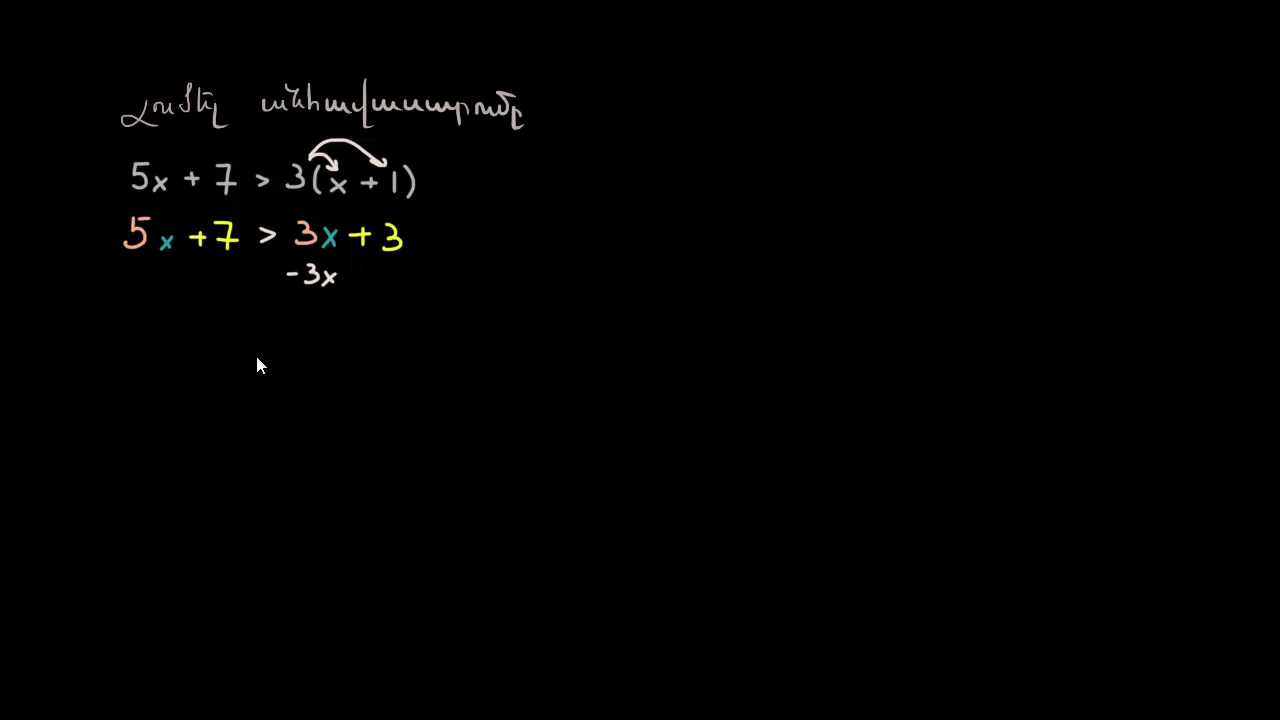 Լուծել անհավասարումը
5x + 7 > 3(x + 1)
5x + 7 > 3x + 3
-3x